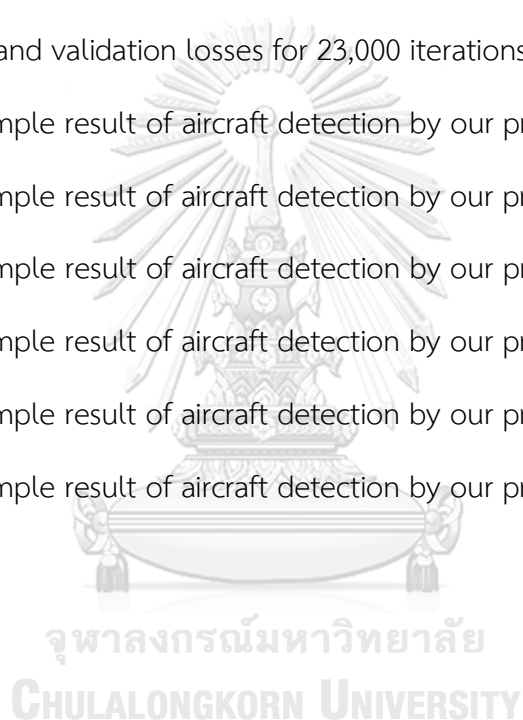 and validation losses for 23,000 iterations
mple result of aircraft detection by our pr
mple result of aircraft detection by our pr
mple result of aircraft detection by our pr
mple result of aircraft detection by our pr
mple result of aircraft detection by our pr
mple result of aircraft detection by our pr
จุฬาลงกรณ์มหาวิทยาลัย
CHULALONGKORN UNIVERSITY